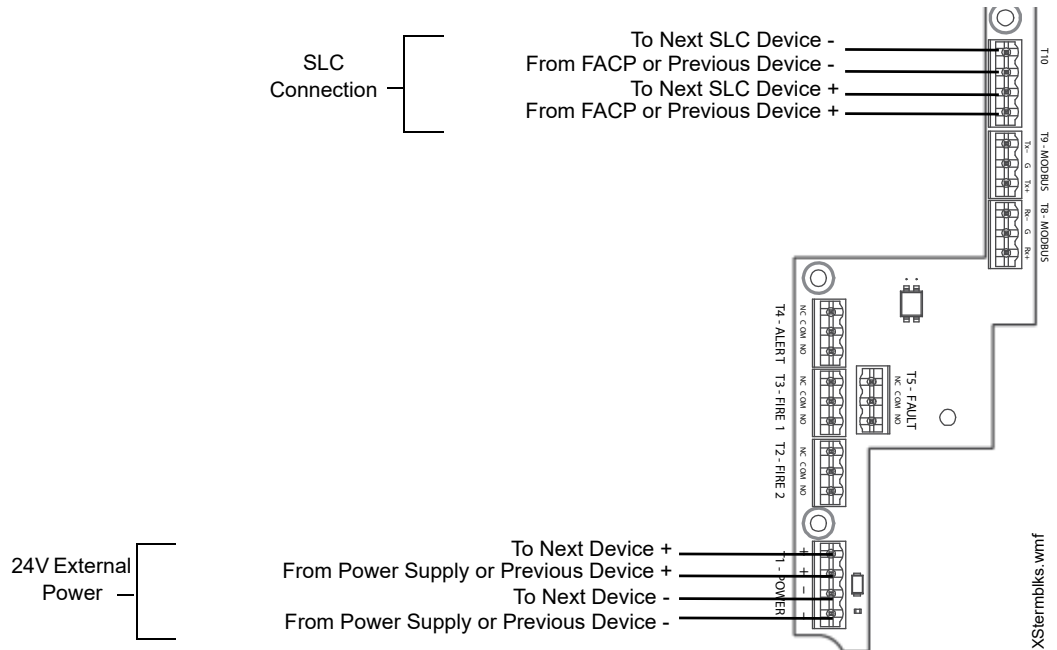 SLC
Connection
To Next SLC Device -
From FACP or Previous Device -
To Next SLC Device +
From FACP or Previous Device +
T10
T9 - MODBUS
Tx- G Tx+
T8 - MODBUS
Rx- G Rx+
T4 - ALERT
NC COM NO
T3 - FIRE 1
NC COM NO
T5 - FAULT
NC COM NO
T2 - FIRE 2
NC COM NO
24V External
Power
To Next Device +
From Power Supply or Previous Device +
To Next Device -
From Power Supply or Previous Device -
T1 - POWER
+ + - -
XStermblks.wmf